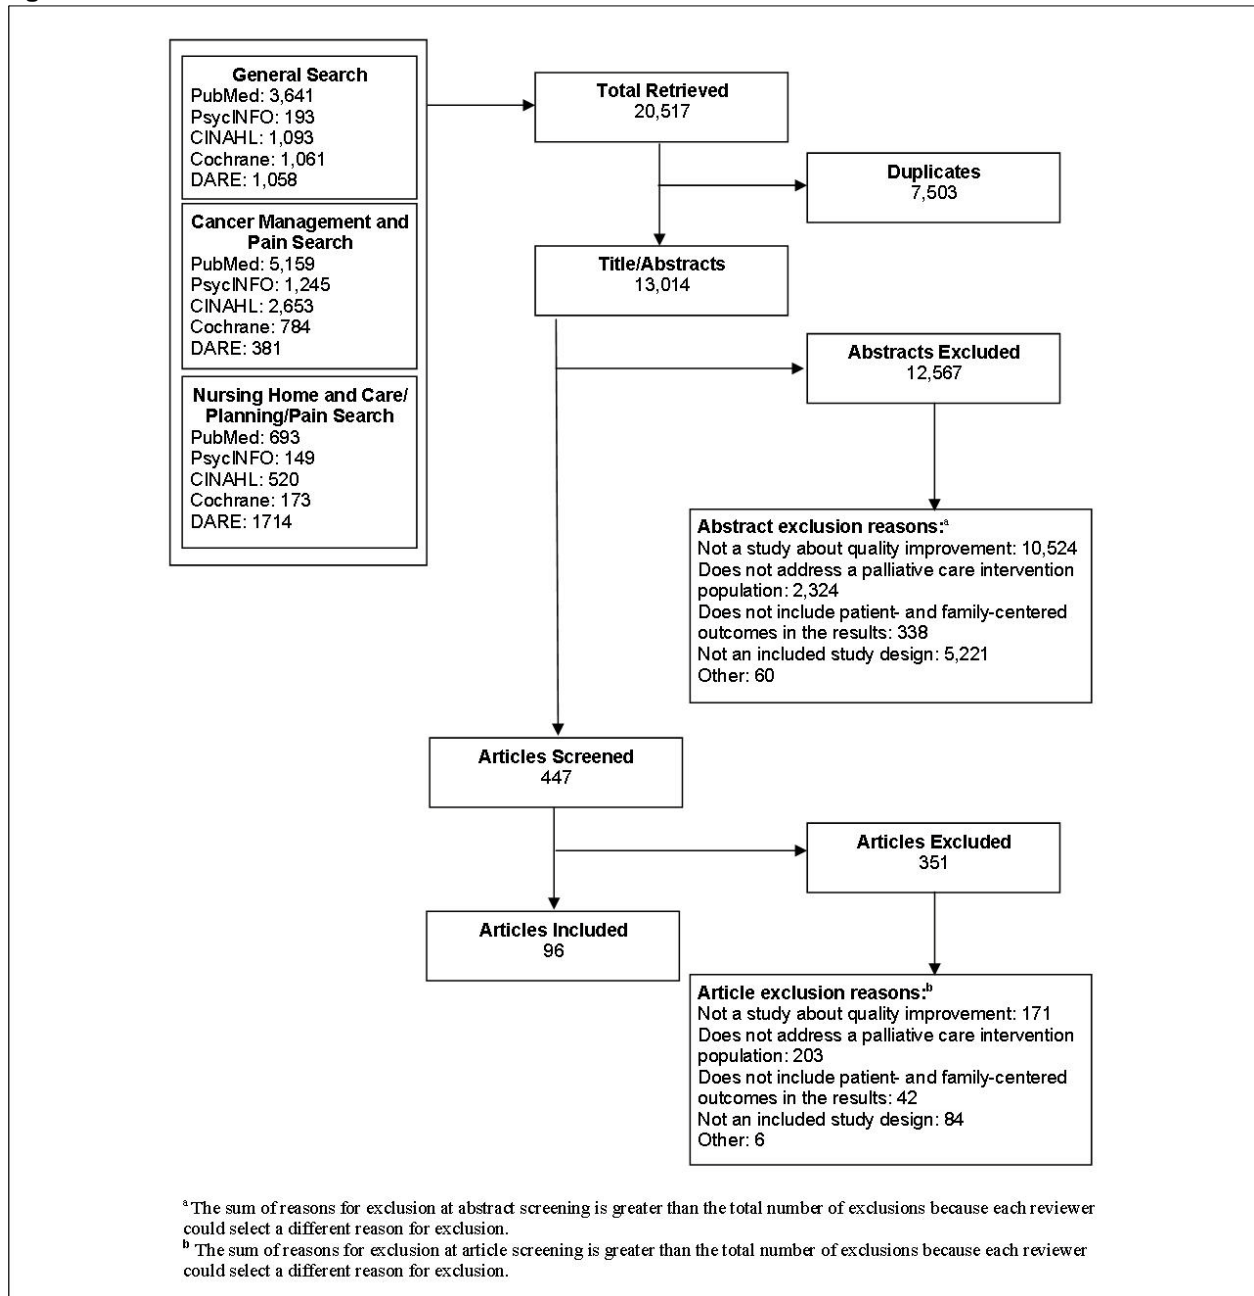 General Search
PubMed: 3,641
PsycINFO: 193
CINAHL: 1,093
Cochrane: 1,061
DARE: 1,058
Cancer Management and
Pain Search
PubMed: 5,159
PsycINFO: 1,245
CINAHL: 2,653
Cochrane: 784
DARE: 381
Nursing Home and Care/
Planning/Pain Search
PubMed: 693
PsycINFO: 149
CINAHL: 520
Cochrane: 173
DARE: 1714
Total Retrieved
20,517
Duplicates
7,503
Title/Abstracts
13,014
Abstracts Excluded
12,567
Abstract exclusion reasons:a
Not a study about quality improvement: 10,524
Does not address a palliative care intervention
population: 2,324
Does not include patient- and family-centered
outcomes in the results: 338
Not an included study design: 5,221
Other: 60
Articles Screened
447
Articles Excluded
351
Articles Included
96
Article exclusion reasons:b
Not a study about quality improvement: 171
Does not address a palliative care intervention
population: 203
Does not include patient- and family-centered
outcomes in the results: 42
Not an included study design: 84
Other: 6
a The sum of reasons for exclusion at abstract screening is greater than the total number of exclusions because each reviewer
could select a different reason for exclusion.
b The sum of reasons for exclusion at article screening is greater than the total number of exclusions because each reviewer
could select a different reason for exclusion.